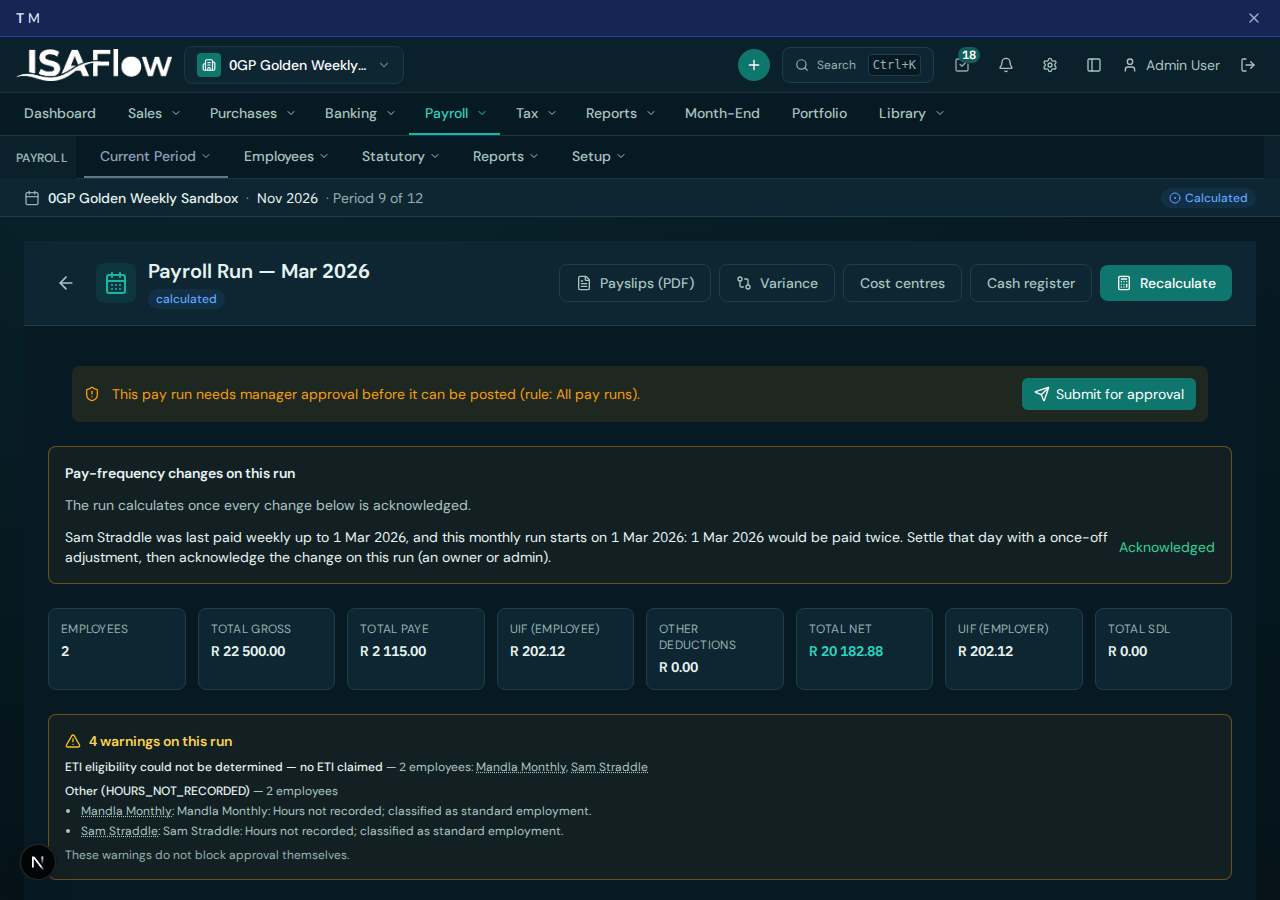 T M
ISAFlow
0GP Golden Weekly...
Search Ctrl+K
18
Admin User
Dashboard Sales Purchases Banking Payroll Tax Reports Month-End Portfolio Library
PAYROLL Current Period Employees Statutory Reports Setup
0GP Golden Weekly Sandbox · Nov 2026 · Period 9 of 12
Calculated
Payroll Run — Mar 2026
calculated
Payslips (PDF) Variance Cost centres Cash register Recalculate
This pay run needs manager approval before it can be posted (rule: All pay runs).
Submit for approval
Pay-frequency changes on this run
The run calculates once every change below is acknowledged.
Sam Straddle was last paid weekly up to 1 Mar 2026, and this monthly run starts on 1 Mar 2026: 1 Mar 2026 would be paid twice. Settle that day with a once-off
adjustment, then acknowledge the change on this run (an owner or admin).
Acknowledged
EMPLOYEES
2
TOTAL GROSS
R 22 500.00
TOTAL PAYE
R 2 115.00
UIF (EMPLOYEE)
R 202.12
OTHER
DEDUCTIONS
R 0.00
TOTAL NET
R 20 182.88
UIF (EMPLOYER)
R 202.12
TOTAL SDL
R 0.00
4 warnings on this run
ETI eligibility could not be determined — no ETI claimed — 2 employees: Mandla Monthly, Sam Straddle
Other (HOURS_NOT_RECORDED) — 2 employees
• Mandla Monthly: Mandla Monthly: Hours not recorded; classified as standard employment.
• Sam Straddle: Sam Straddle: Hours not recorded; classified as standard employment.
These warnings do not block approval themselves.
N